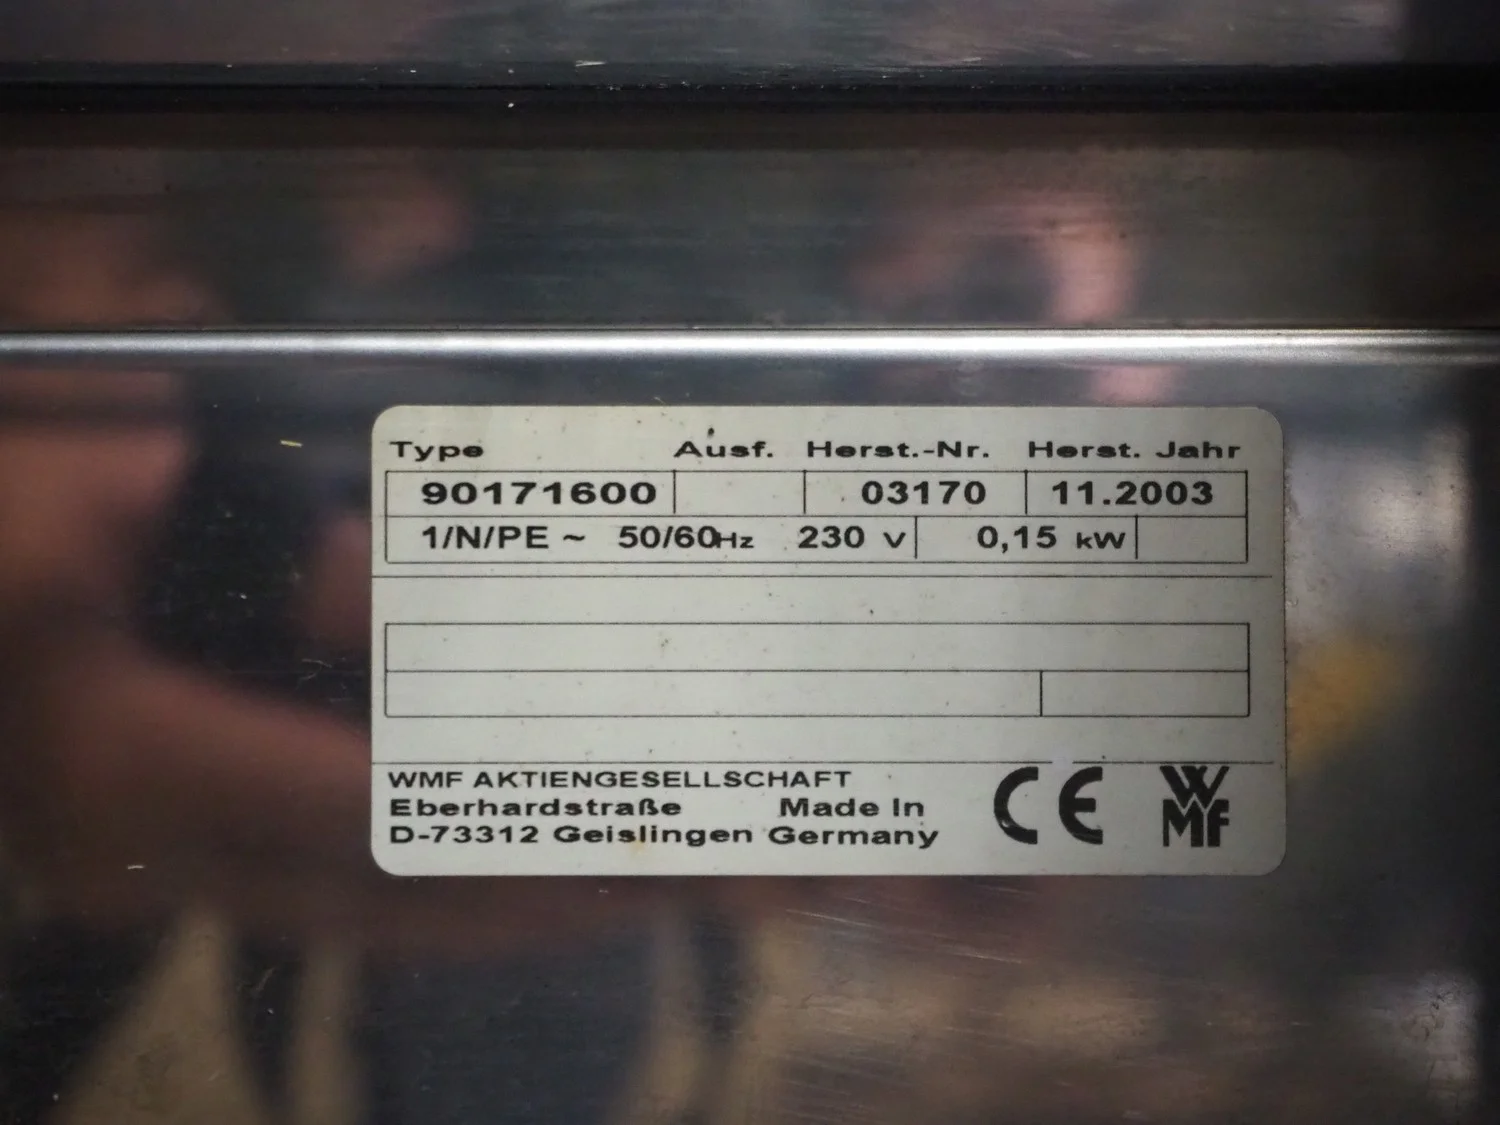 Type Ausf. Herst.-Nr. Herst. Jahr
90171600 03170 11.2003
1/N/PE ~ 50/60Hz 230 V 0,15 kW
WMF AKTIENGESELLSCHAFT
Eberhardstraße Made In
D-73312 Geislingen Germany
CE WMF